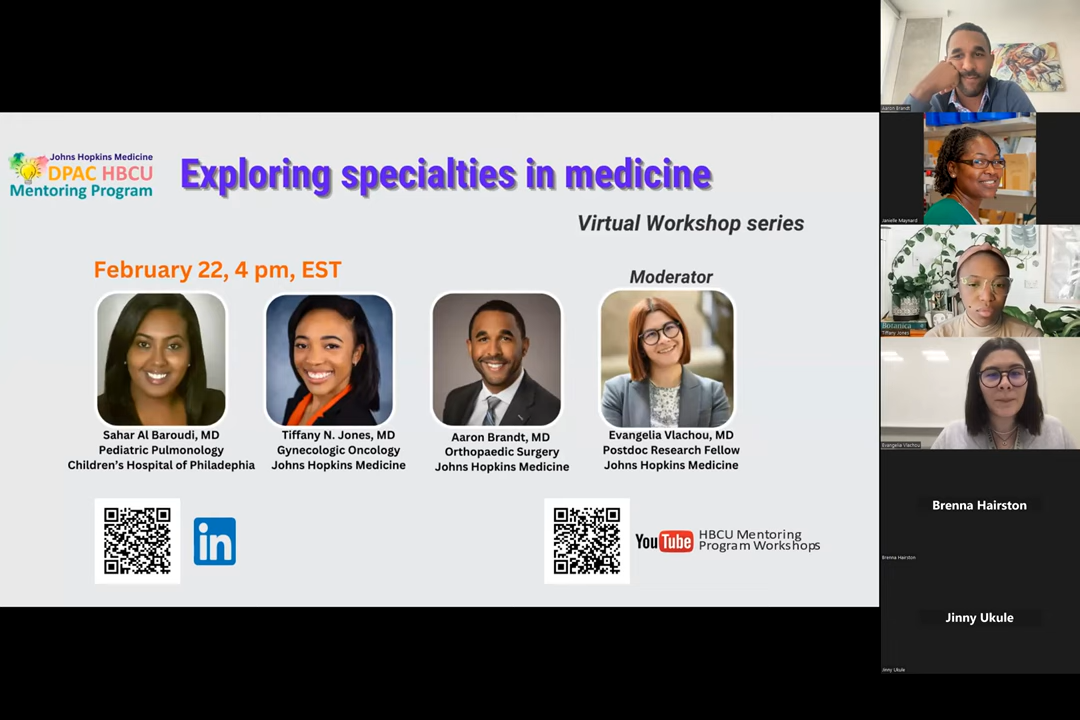 Johns Hopkins Medicine
DPAC HBCU
Mentoring Program
Exploring specialties in medicine
Virtual Workshop series
February 22, 4 pm, EST
Moderator
Sahar Al Baroudi, MD
Pediatric Pulmonology
Children's Hospital of Philadephia
Tiffany N. Jones, MD
Gynecologic Oncology
Johns Hopkins Medicine
Aaron Brandt, MD
Orthopaedic Surgery
Johns Hopkins Medicine
Evangelia Vlachou, MD
Postdoc Research Fellow
Johns Hopkins Medicine
in
YouTube
HBCU Mentoring
Program Workshops
Aaron Brandt
Janielle Maynard
Botanica
Tiffany Jones
Evangelia Vlachou
Brenna Hairston
Brenna Hairston
Jinny Ukule
Jinny Ukule